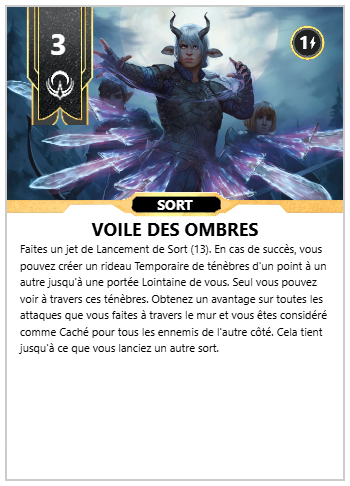 3
1
SORT
VOILE DES OMBRES
Faites un jet de Lancement de Sort (13). En cas de succès, vous
pouvez créer un rideau Temporaire de ténèbres d'un point à un
autre jusqu'à une portée Lointaine de vous. Seul vous pouvez
voir à travers ces ténèbres. Obtenez un avantage sur toutes les
attaques que vous faites à travers le mur et vous êtes considéré
comme Caché pour tous les ennemis de l'autre côté. Cela tient
jusqu'à ce que vous lanciez un autre sort.